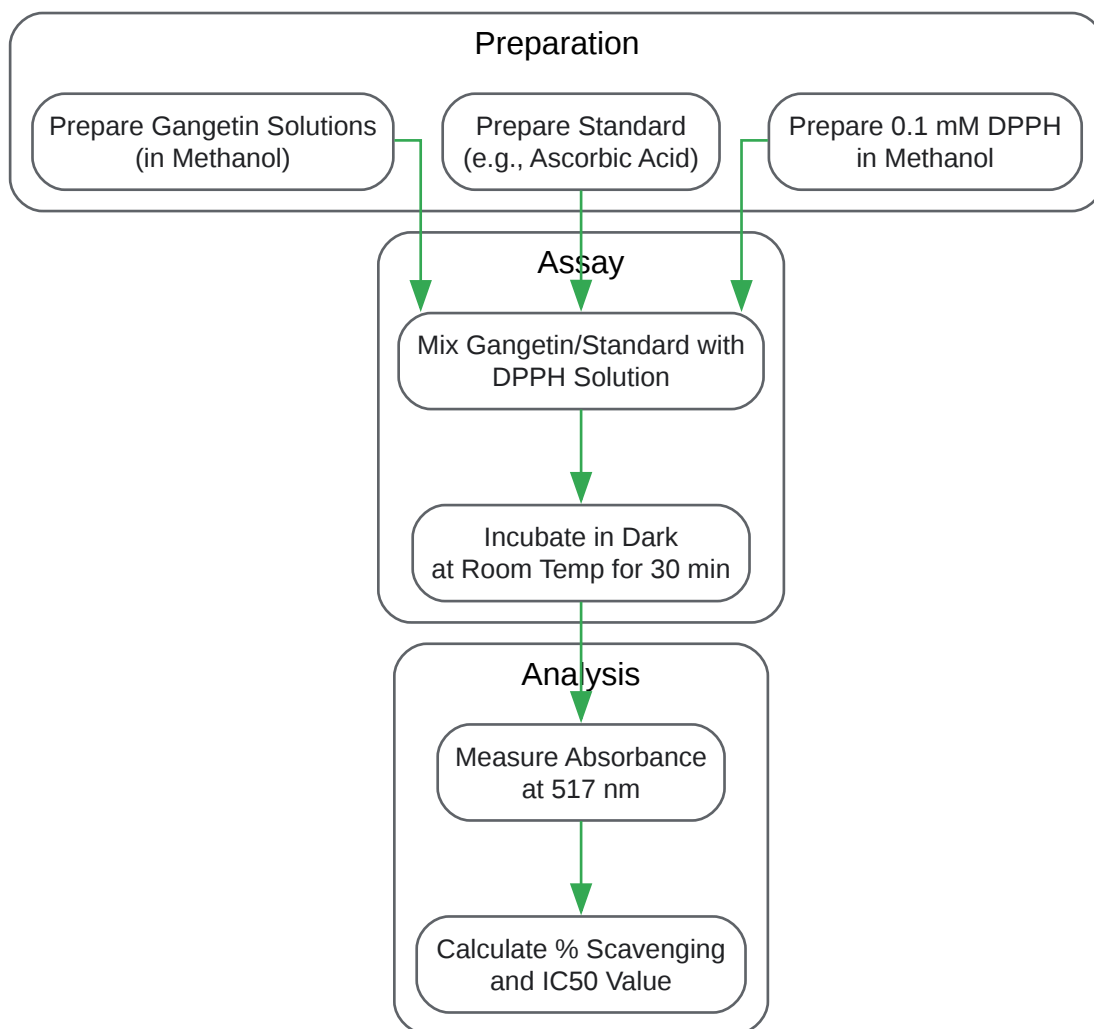 Preparation
Prepare Gangetin Solutions
(in Methanol)
Prepare Standard
(e.g., Ascorbic Acid)
Prepare 0.1 mM DPPH
in Methanol
Assay
Mix Gangetin/Standard with
DPPH Solution
Incubate in Dark
at Room Temp for 30 min
Analysis
Measure Absorbance
at 517 nm
Calculate % Scavenging
and IC50 Value